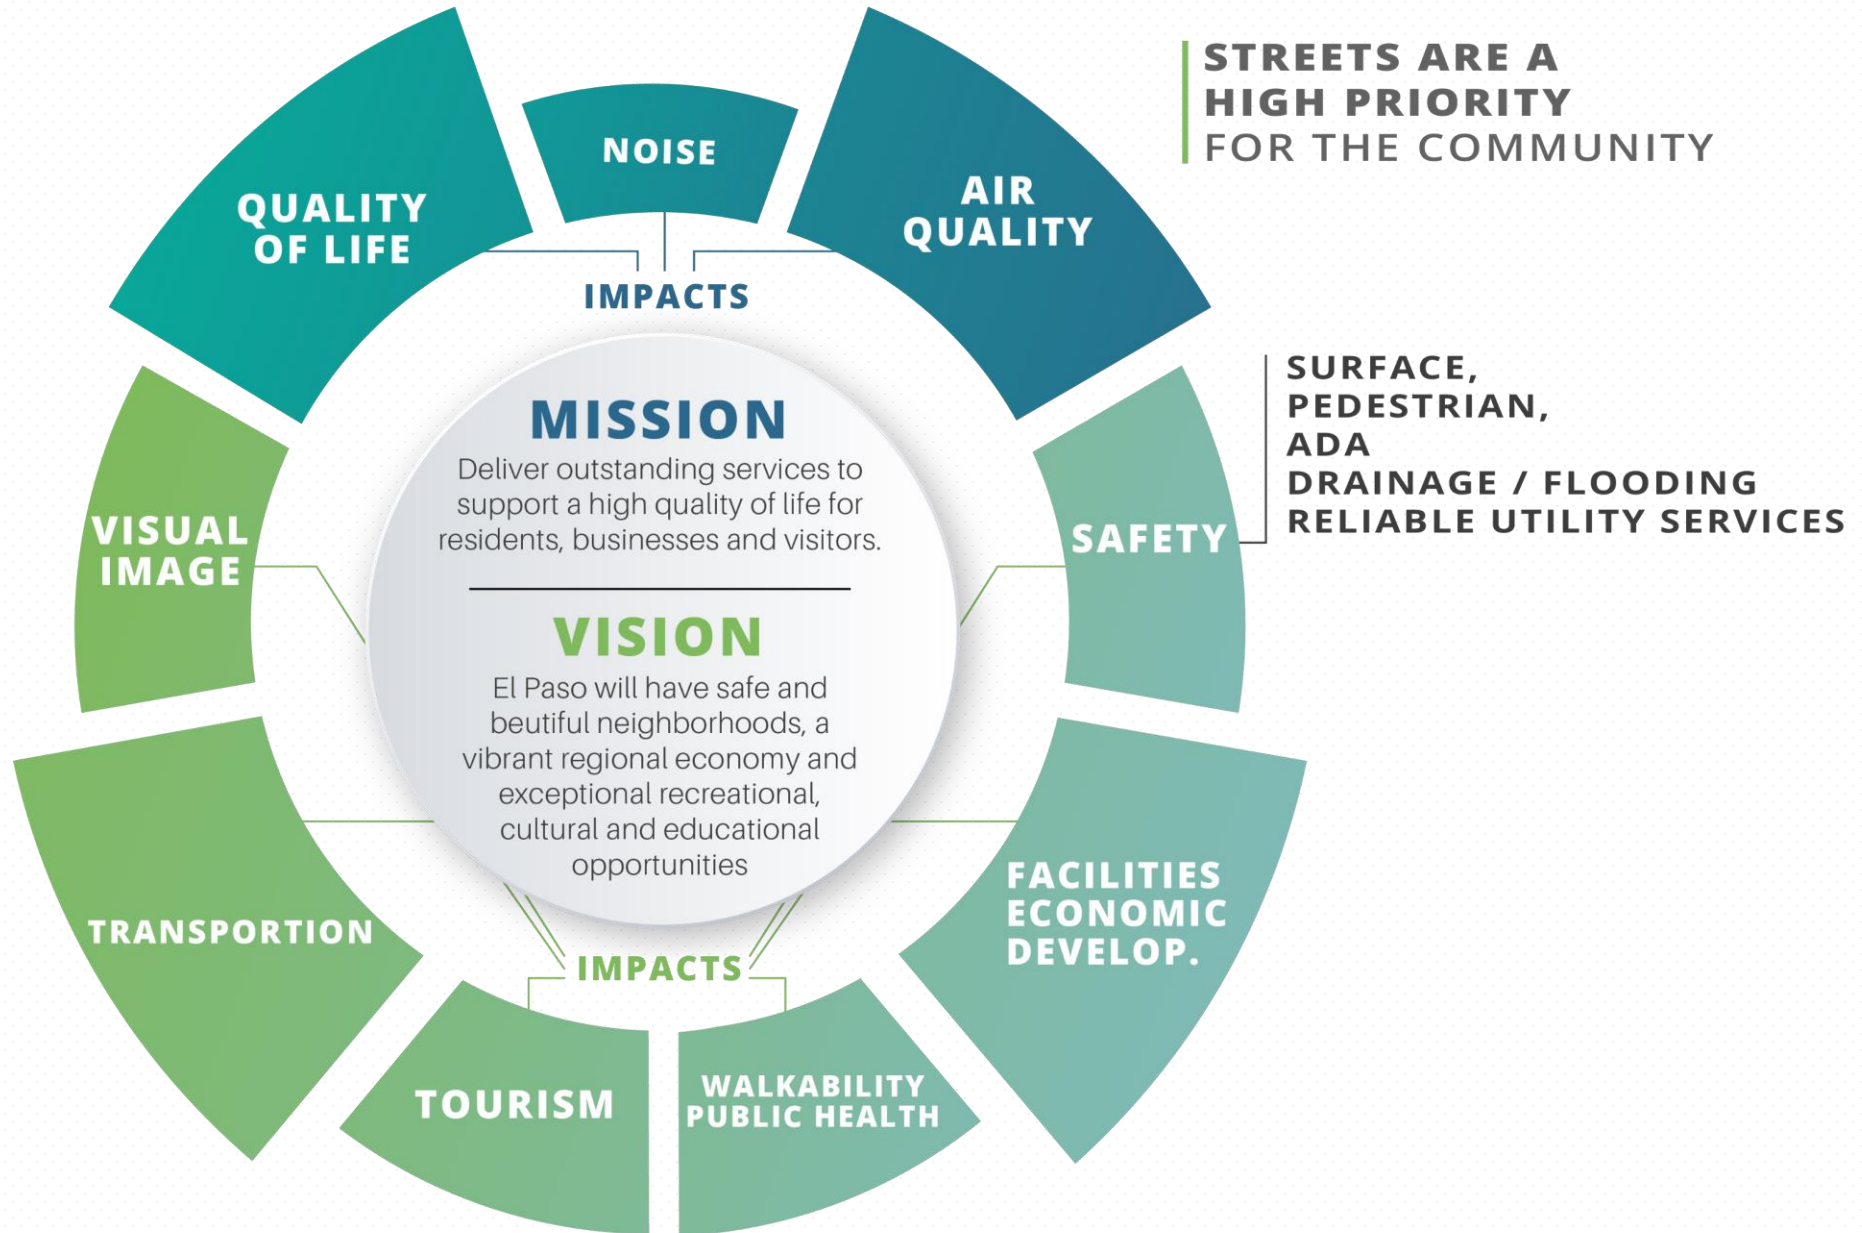 STREETS ARE A
HIGH PRIORITY
FOR THE COMMUNITY
NOISE
QUALITY
OF LIFE
AIR
QUALITY
IMPACTS
MISSION
Deliver outstanding services to
support a high quality of life for
residents, businesses and visitors.
VISION
El Paso will have safe and
beutiful neighborhoods, a
vibrant regional economy and
exceptional recreational,
cultural and educational
opportunities
VISUAL
IMAGE
SAFETY
SURFACE,
PEDESTRIAN,
ADA
DRAINAGE / FLOODING
RELIABLE UTILITY SERVICES
TRANSPORTION
FACILITIES
ECONOMIC
DEVELOP.
IMPACTS
TOURISM
WALKABILITY
PUBLIC HEALTH